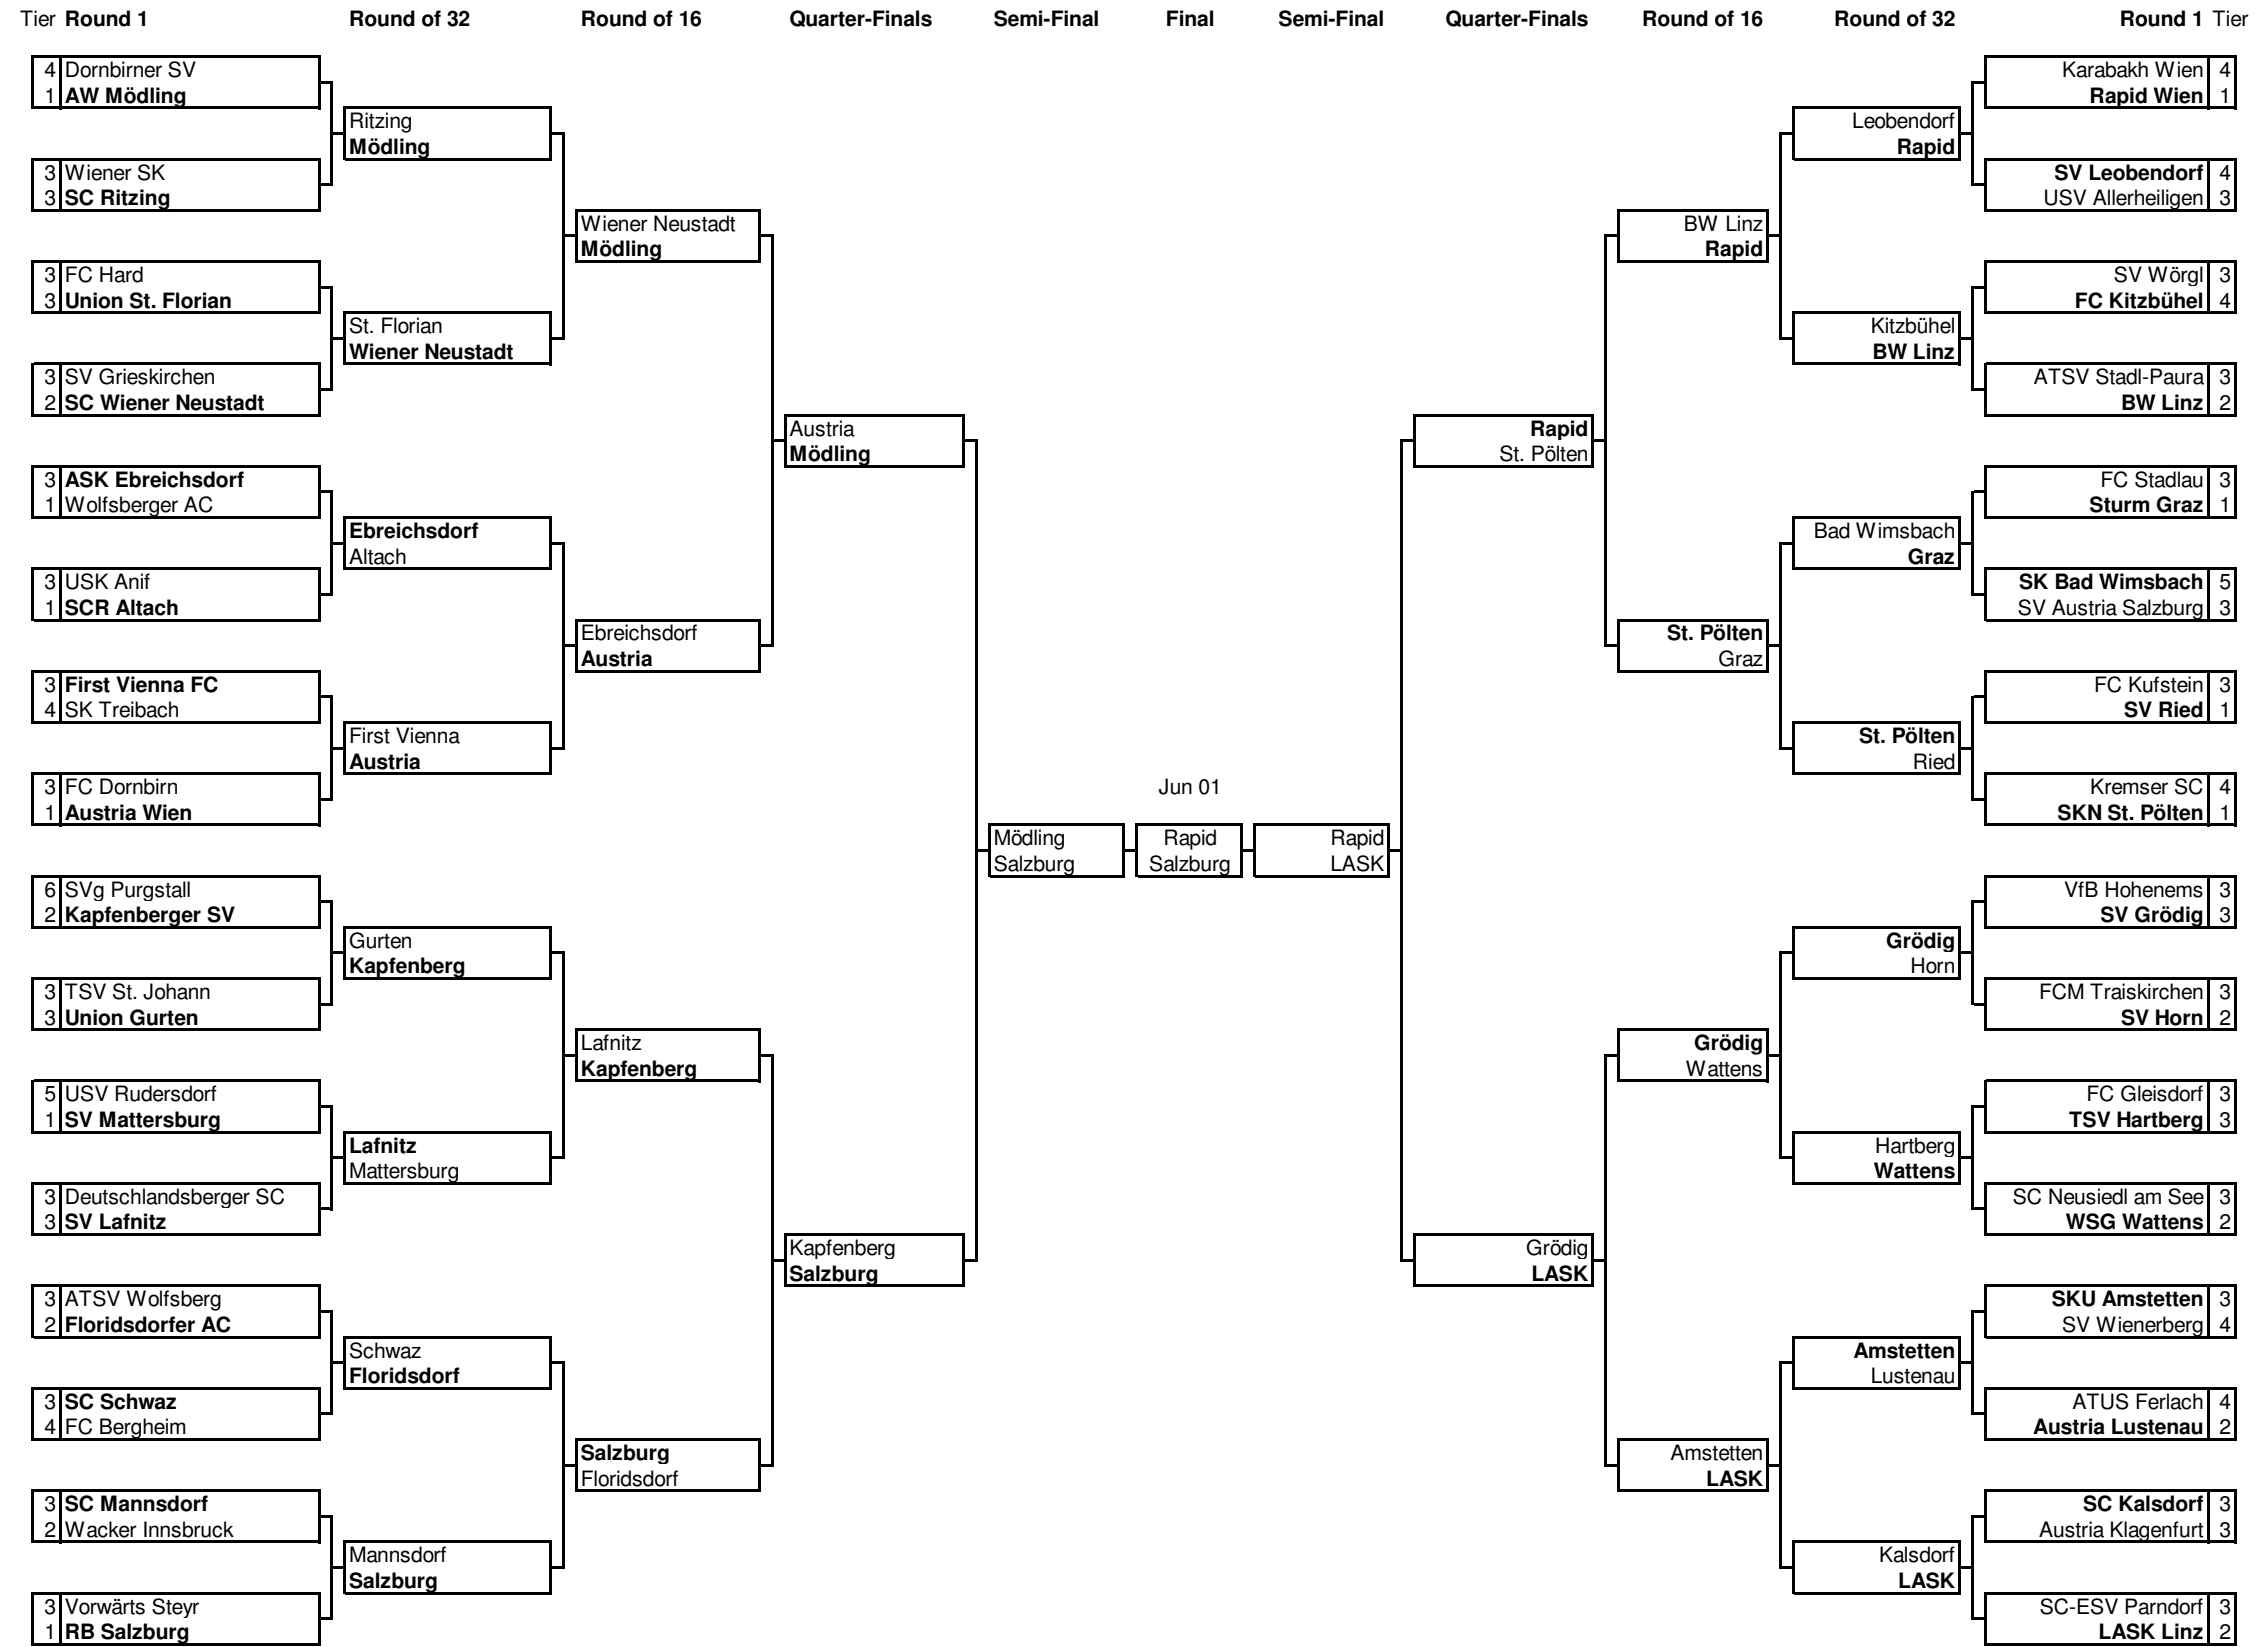 Tier Round 1 Round of 32 Round of 16 Quarter-Finals Semi-Final Final Semi-Final Quarter-Finals Round of 16 Round of 32 Round 1 Tier
4 Dornbirner SV
1 AW Mödling
3 Wiener SK
3 SC Ritzing
3 FC Hard
3 Union St. Florian
3 SV Grieskirchen
2 SC Wiener Neustadt
3 ASK Ebreichsdorf
1 Wolfsberger AC
3 USK Anif
1 SCR Altach
3 First Vienna FC
4 SK Treibach
3 FC Dornbirn
1 Austria Wien
6 SVg Purgstall
2 Kapfenberger SV
3 TSV St. Johann
3 Union Gurten
5 USV Rudersdorf
1 SV Mattersburg
3 Deutschlandsberger SC
3 SV Lafnitz
3 ATSV Wolfsberg
2 Floridsdorfer AC
3 SC Schwaz
4 FC Bergheim
3 SC Mannsdorf
2 Wacker Innsbruck
3 Vorwärts Steyr
1 RB Salzburg
Ritzing
Mödling
St. Florian
Wiener Neustadt
Ebreichsdorf
Altach
First Vienna
Austria
Gurten
Kapfenberg
Lafnitz
Mattersburg
Schwaz
Floridsdorf
Mannsdorf
Salzburg
Wiener Neustadt
Mödling
Ebreichsdorf
Austria
Lafnitz
Kapfenberg
Salzburg
Floridsdorf
Austria
Mödling
Kapfenberg
Salzburg
Mödling
Salzburg
Jun 01
Rapid
Salzburg
Rapid
LASK
Rapid
St. Pölten
Grödig
LASK
BW Linz
Rapid
St. Pölten
Graz
Grödig
Wattens
Amstetten
LASK
Leobendorf
Rapid
Kitzbühel
BW Linz
Bad Wimsbach
Graz
St. Pölten
Ried
Grödig
Horn
Hartberg
Wattens
Amstetten
Lustenau
Kalsdorf
LASK
Karabakh Wien 4
Rapid Wien 1
SV Leobendorf 4
USV Allerheiligen 3
SV Wörgl 3
FC Kitzbühel 4
ATSV Stadl-Paura 3
BW Linz 2
FC Stadlau 3
Sturm Graz 1
SK Bad Wimsbach 5
SV Austria Salzburg 3
FC Kufstein 3
SV Ried 1
Kremser SC 4
SKN St. Pölten 1
VfB Hohenems 3
SV Grödig 3
FCM Traiskirchen 3
SV Horn 2
FC Gleisdorf 3
TSV Hartberg 3
SC Neusiedl am See 3
WSG Wattens 2
SKU Amstetten 3
SV Wienerberg 4
ATUS Ferlach 4
Austria Lustenau 2
SC Kalsdorf 3
Austria Klagenfurt 3
SC-ESV Parndorf 3
LASK Linz 2